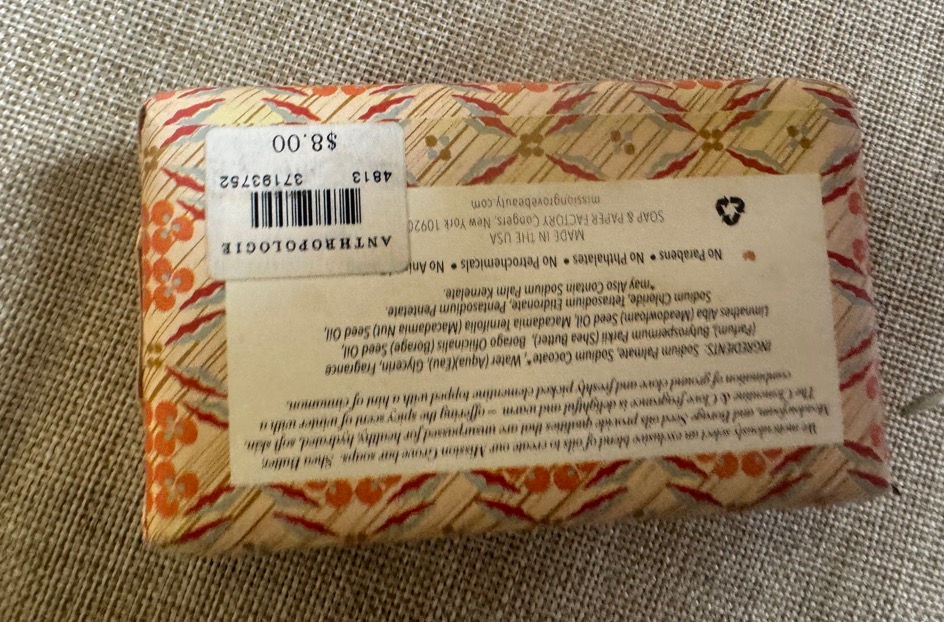 We meticulously select an exclusive blend of oils to create our Mission Grove bar soaps. Shea Butter,
Meadowfoam, and Borage Seed oils provide qualities that are unsurpassed for healthy, hydrated, soft skin.
The Clementine & Clove fragrance is delightful and warm – offering the spicy scent of winter with a
combination of ground clove and freshly picked clementine topped with a hint of cinnamon.
INGREDIENTS: Sodium Palmate, Sodium Cocoate*, Water (Aqua)(Eau), Glycerin, Fragrance
(Parfum), Butyrospermum Parkii (Shea Butter), Borago Officinalis (Borage) Seed Oil,
Limnathes Alba (Meadowfoam) Seed Oil, Macadamia Ternifolia (Macadamia Nut) Seed Oil,
Sodium Chloride, Tetrasodium Etidronate, Pentasodium Pentetate.
*may Also Contain Sodium Palm Kernelate.
No Parabens • No Phthalates • No Petrochemicals • No Ani
MADE IN THE USA
SOAP & PAPER FACTORY Congers, New York 10920
missiongrovebeauty.com
ANTHROPOLOGIE
4813 37193752
$8.00